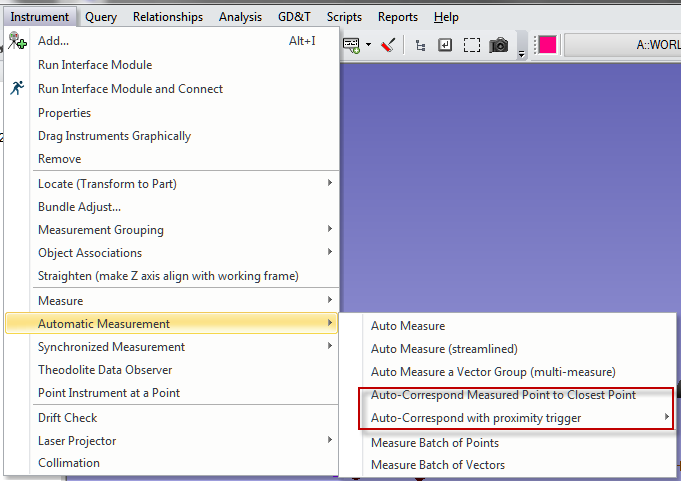 Instrument Query Relationships Analysis GD&T Scripts Reports Help
Add... Alt+I
A::WORL
Run Interface Module
Run Interface Module and Connect
Properties
Drag Instruments Graphically
Remove
Locate (Transform to Part)
Bundle Adjust...
Measurement Grouping
Object Associations
Straighten (make Z axis align with working frame)
Measure
Automatic Measurement
Synchronized Measurement
Theodolite Data Observer
Point Instrument at a Point
Drift Check
Laser Projector
Collimation
Auto Measure
Auto Measure (streamlined)
Auto Measure a Vector Group (multi-measure)
Auto-Correspond Measured Point to Closest Point
Auto-Correspond with proximity trigger
Measure Batch of Points
Measure Batch of Vectors